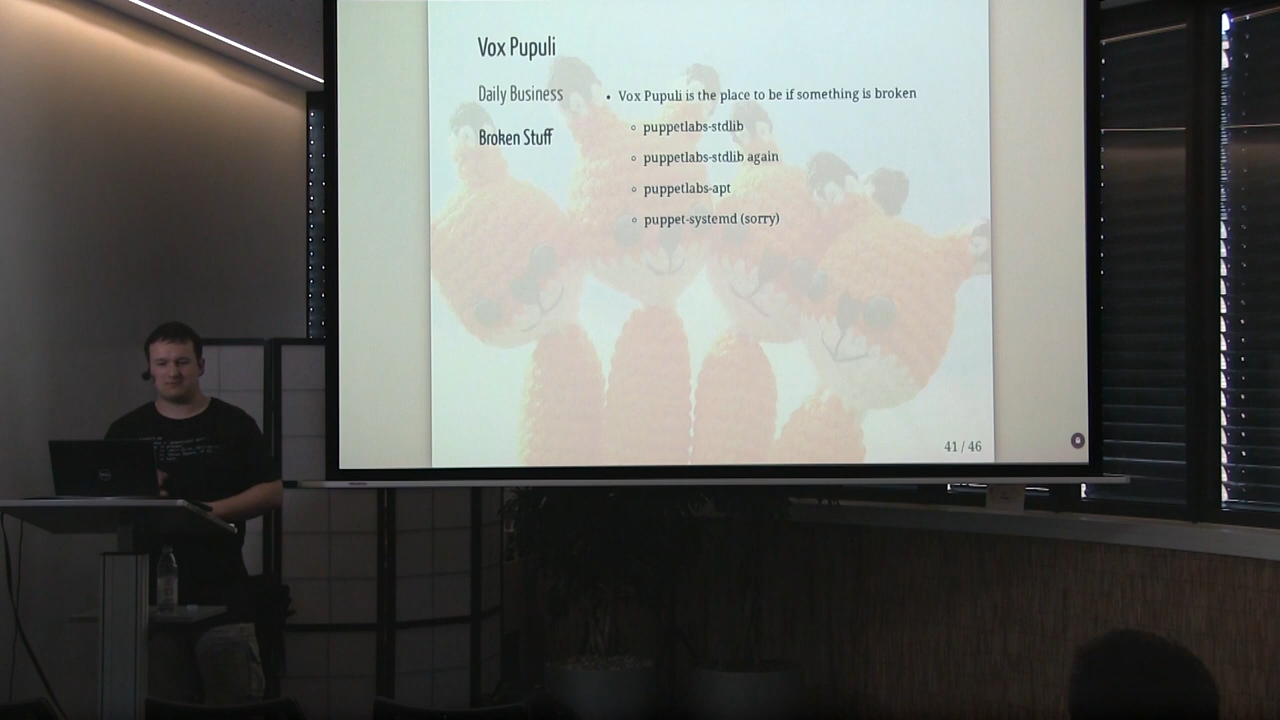 Vox Pupuli
Daily Business
Broken Stuff
• Vox Pupuli is the place to be if something is broken
◦ puppetlabs-stdlib
◦ puppetlabs-stdlib again
◦ puppetlabs-apt
◦ puppet-systemd (sorry)
41 / 46